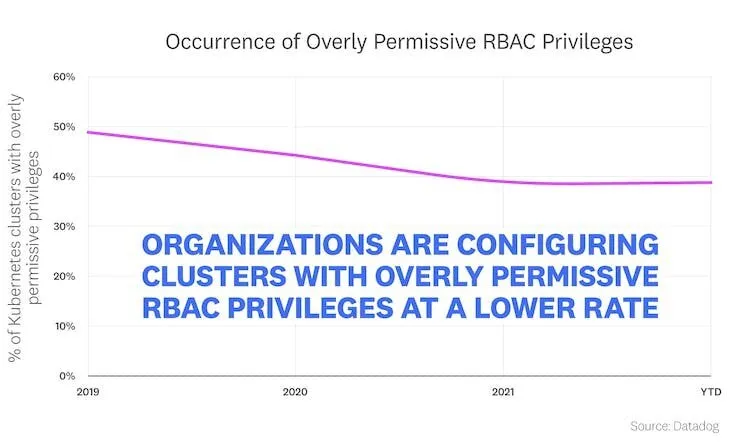 Occurrence of Overly Permissive RBAC Privileges
% of Kubernetes clusters with overly
permissive privileges
60%
50%
40%
30%
20%
10%
0%
ORGANIZATIONS ARE CONFIGURING
CLUSTERS WITH OVERLY PERMISSIVE
RBAC PRIVILEGES AT A LOWER RATE
2019
2020
2021
YTD
Source: Datadog